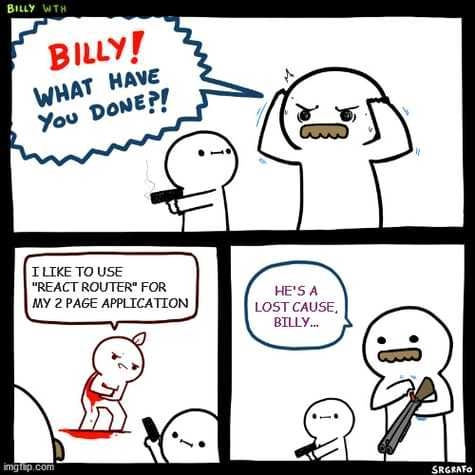 BILLY WTH
BILLY!
WHAT HAVE
YOU DONE?!
I LIKE TO USE
"REACT ROUTER" FOR
MY 2 PAGE APPLICATION
HE'S A
LOST CAUSE,
BILLY...
imgflip.com
SRGRAFO